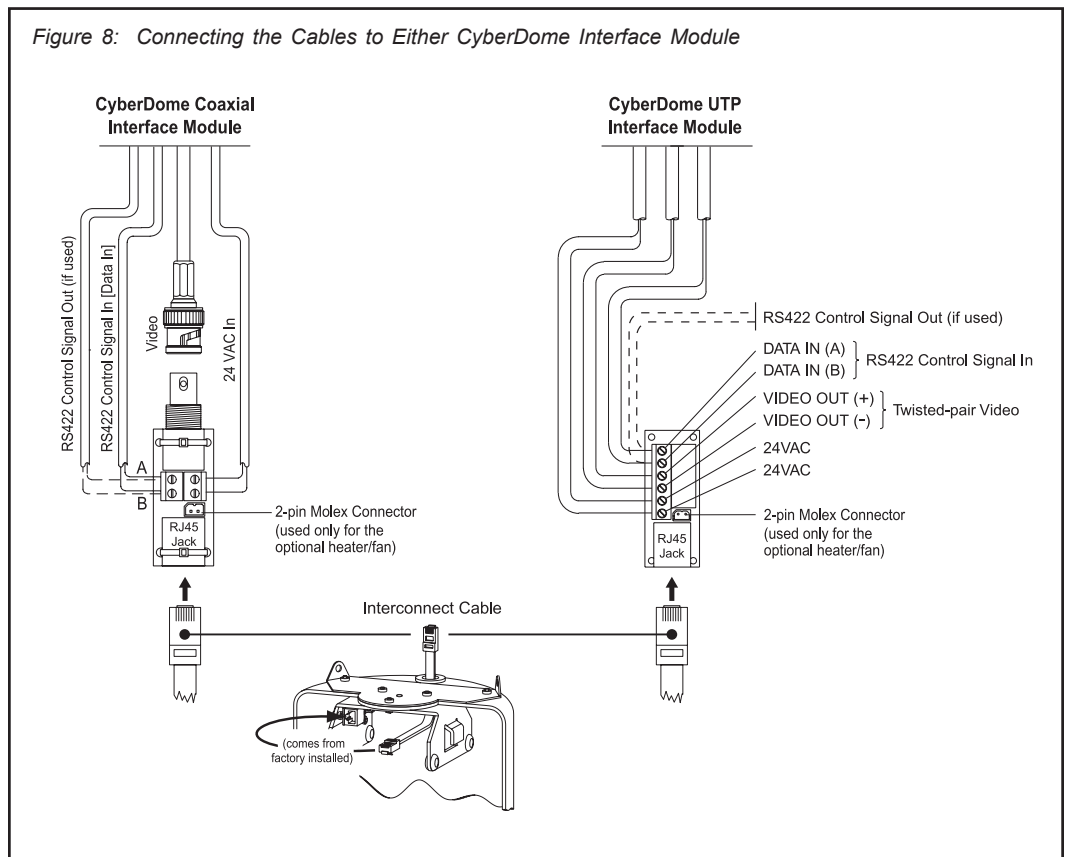 Figure 8: Connecting the Cables to Either CyberDome Interface Module
CyberDome Coaxial
Interface Module
RS422 Control Signal Out (if used)
RS422 Control Signal In [Data In]
Video
24 VAC In
A
B
2-pin Molex Connector
(used only for the
optional heater/fan)
RJ45
Jack
CyberDome UTP
Interface Module
RS422 Control Signal Out (if used)
DATA IN (A)
DATA IN (B)
RS422 Control Signal In
VIDEO OUT (+)
VIDEO OUT (-)
Twisted-pair Video
24VAC
24VAC
2-pin Molex Connector
(used only for the
optional heater/fan)
RJ45
Jack
Interconnect Cable
(comes from
factory installed)